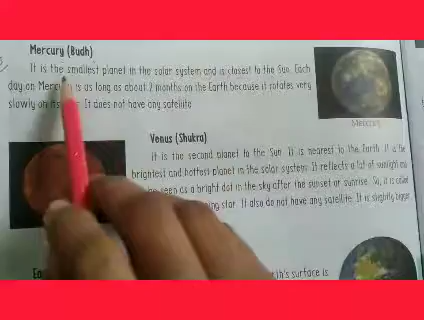 Mercury (Budh)
It is the smallest planet in the solar system and is closest to the Sun. Each
day on Mercury is as long as about 2 months on the Earth because it rotates very
slowly on its. It does not have any satellite
Mercury
Venus (Shukra)
It is the second planet to the Sun. It is nearest to the Earth. It is the
brightest and hottest planet in the solar system. It reflects a lot of sunlight and
be seen as a bright dot in the sky after the sunset or sunrise. So, it is called
ing star. It also do not have any satellite. It is slightly bigger
Ea
th's surface is